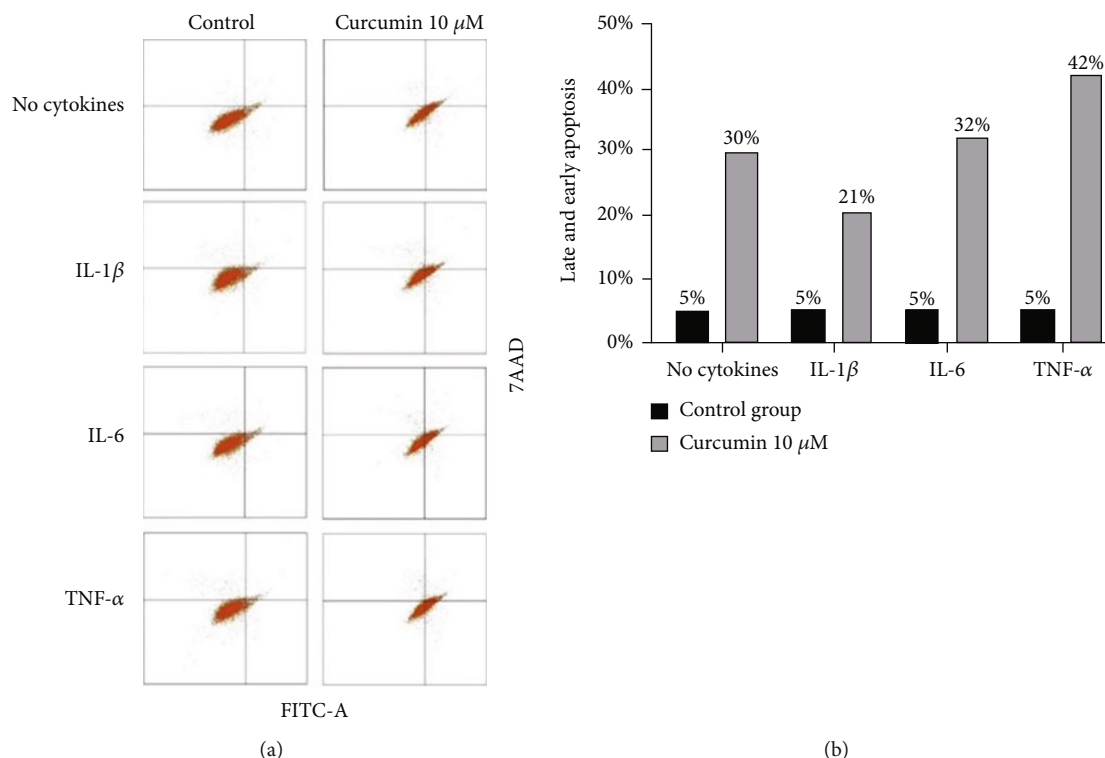 Control
Curcumin 10 μM
No cytokines
IL-1β
IL-6
TNF-α
7AAD
FITC-A
(a)
50%
40%
30%
20%
10%
0%
Late and early apoptosis
5%
30%
5%
21%
5%
32%
5%
42%
No cytokines
IL-1β
IL-6
TNF-α
Control group
Curcumin 10 μM
(b)